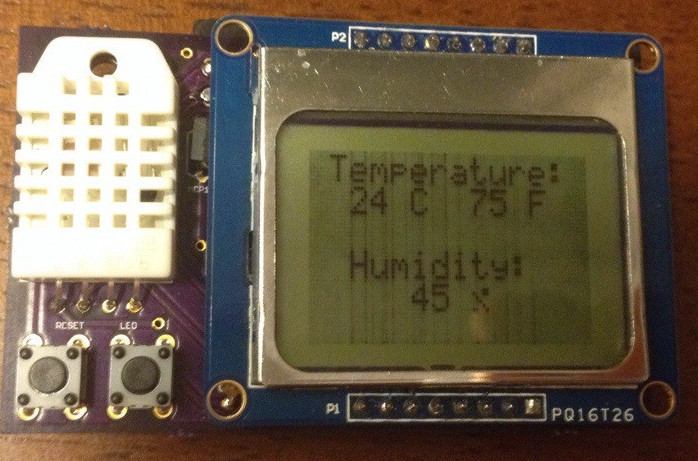 P2
Temperature:
24 C 75 F
Humidity:
45 %
RESET LED
P1
PQ16T26